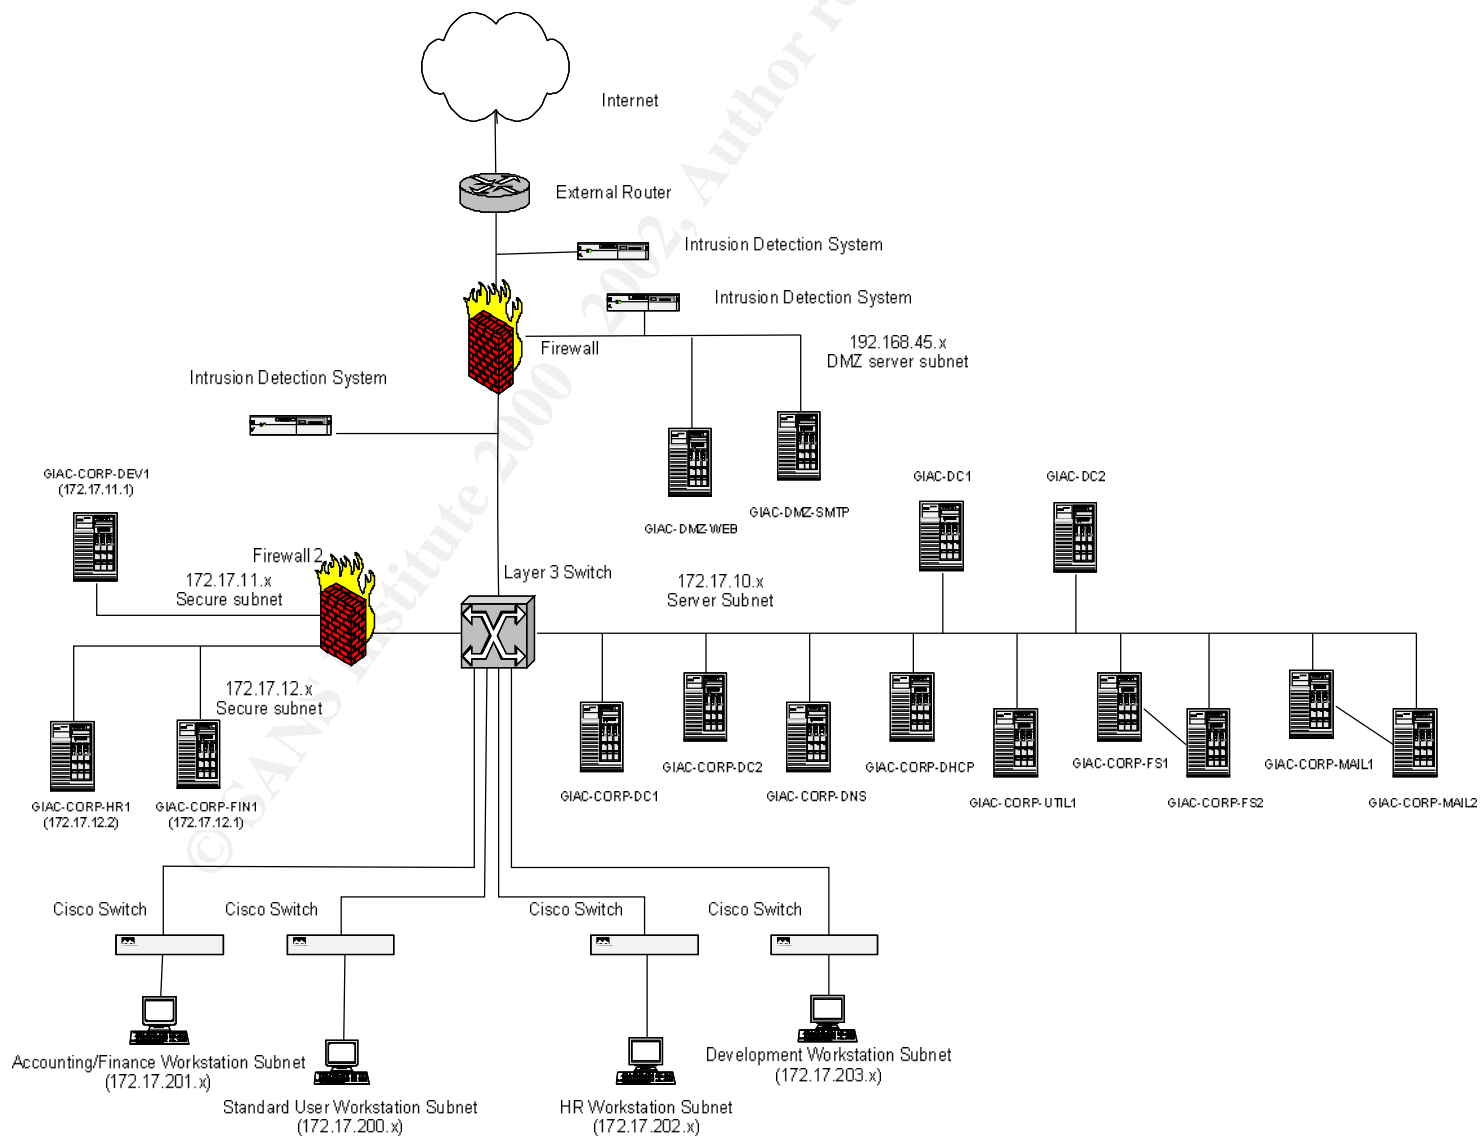 Internet
External Router
Intrusion Detection System
Intrusion Detection System
Firewall
192.168.45.x
DMZ server subnet
Intrusion Detection System
GIAC-CORP-DEV1
(172.17.11.1)
GIAC-DMZ-WEB
GIAC-DMZ-SMTP
GIAC-DC1
GIAC-DC2
Firewall 2
172.17.11.x
Secure subnet
Layer 3 Switch
172.17.10.x
Server Subnet
172.17.12.x
Secure subnet
GIAC-CORP-HR1
(172.17.12.2)
GIAC-CORP-FIN1
(172.17.12.1)
GIAC-CORP-DC1
GIAC-CORP-DC2
GIAC-CORP-DNS
GIAC-CORP-DHCP
GIAC-CORP-UTIL1
GIAC-CORP-FS1
GIAC-CORP-FS2
GIAC-CORP-MAIL1
GIAC-CORP-MAIL2
Cisco Switch
Cisco Switch
Cisco Switch
Cisco Switch
Accounting/Finance Workstation Subnet
(172.17.201.x)
Standard User Workstation Subnet
(172.17.200.x)
HR Workstation Subnet
(172.17.202.x)
Development Workstation Subnet
(172.17.203.x)
© SANS Institute 2000 2002, Author re